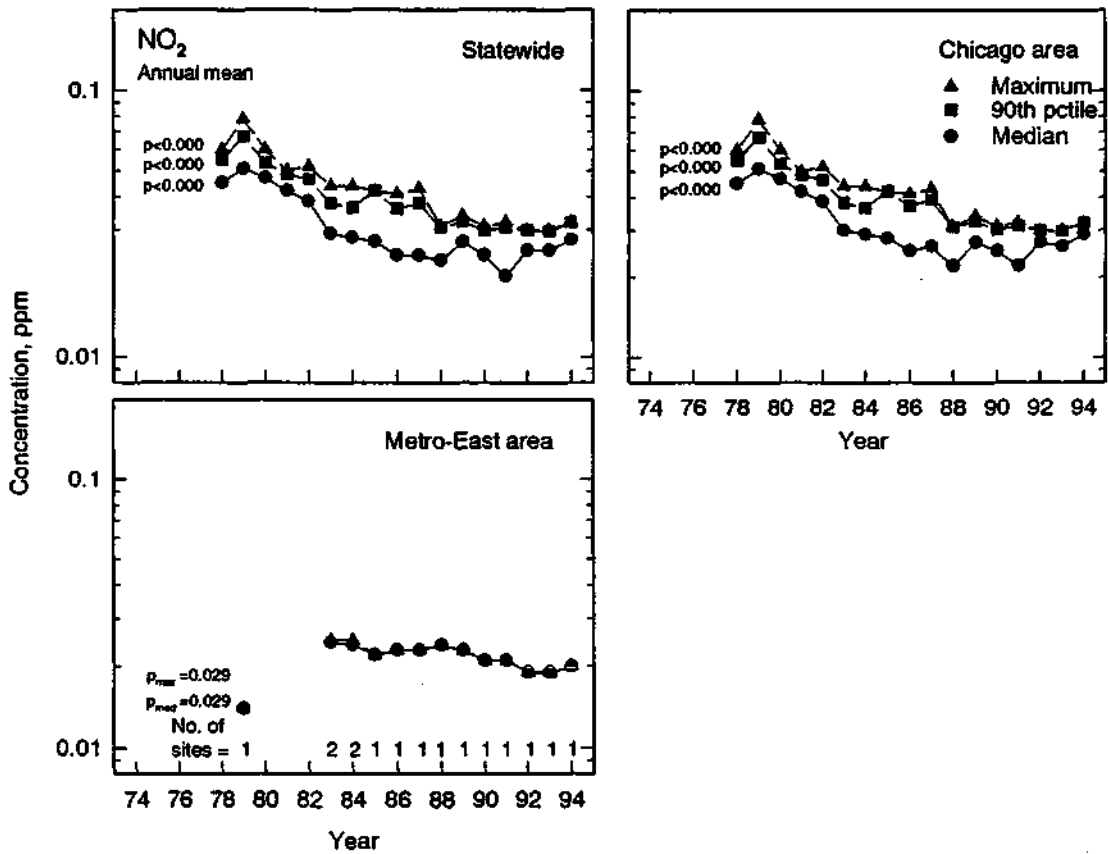 NO2
Annual mean
Statewide
0.1
p<0.000
p<0.000
p<0.000
0.01
Chicago area
Maximum
90th pctile
Median
p<0.000
p<0.000
p<0.000
74 76 78 80 82 84 86 88 90 92 94
Year
Concentration, ppm
Metro-East area
0.1
pmax =0.029
pmed =0.029
No. of
sites = 1 2 2 1 1 1 1 1 1 1 1 1 1
0.01
74 76 78 80 82 84 86 88 90 92 94
Year